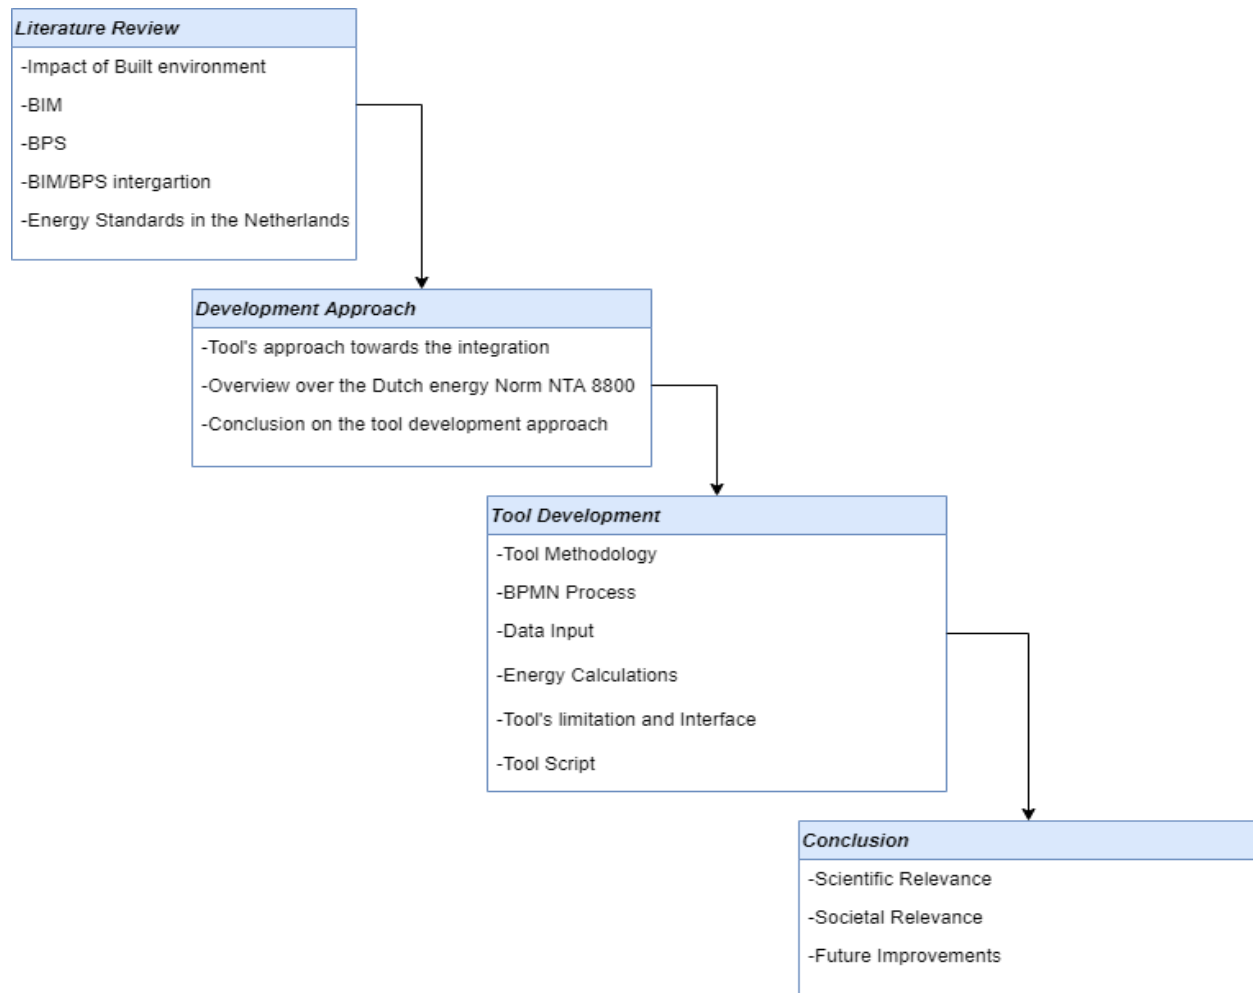 Literature Review
-Impact of Built environment
-BIM
-BPS
-BIM/BPS intergartion
-Energy Standards in the Netherlands
Development Approach
-Tool's approach towards the integration
-Overview over the Dutch energy Norm NTA 8800
-Conclusion on the tool development approach
Tool Development
-Tool Methodology
-BPMN Process
-Data Input
-Energy Calculations
-Tool's limitation and Interface
-Tool Script
Conclusion
-Scientific Relevance
-Societal Relevance
-Future Improvements